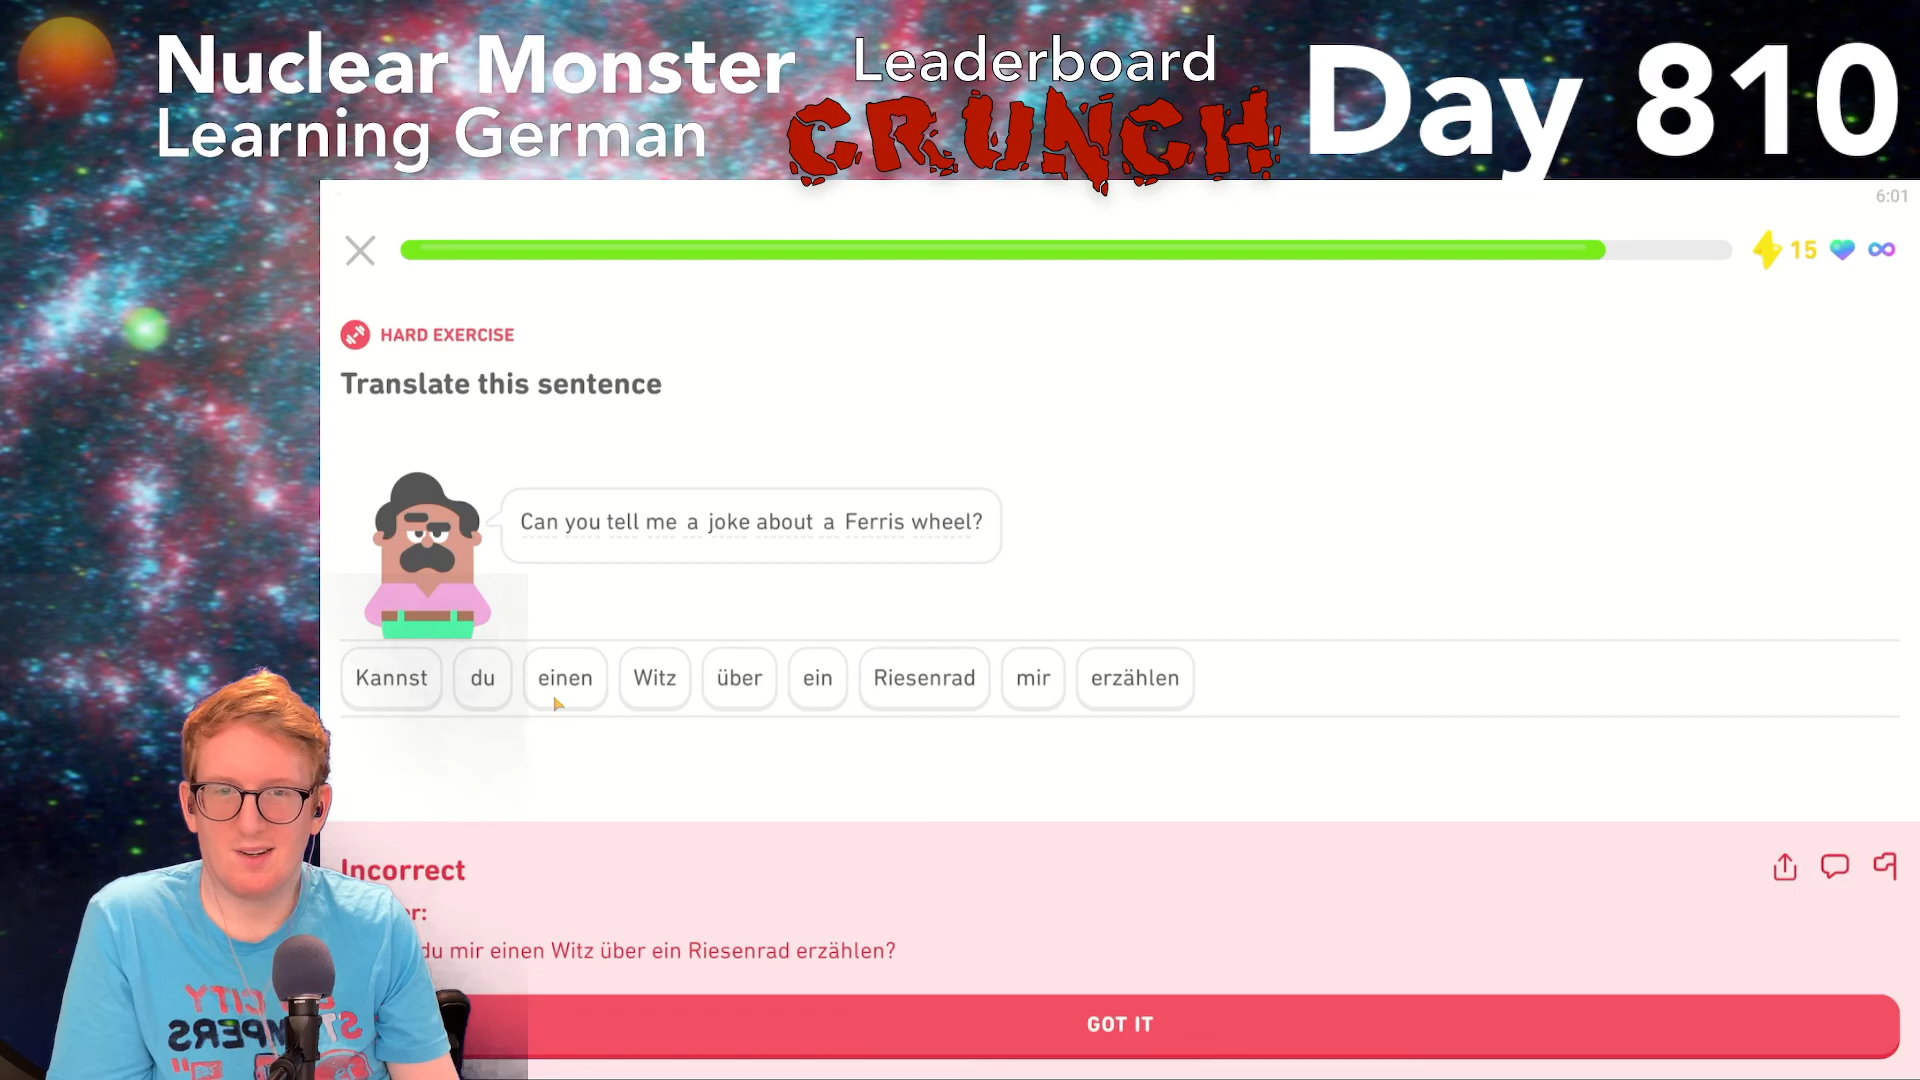 Nuclear Monster
Learning German
Leaderboard
CRUNCH
Day 810
6:01
15
HARD EXERCISE
Translate this sentence
Can you tell me a joke about a Ferris wheel?
Kannst du einen Witz über ein Riesenrad mir erzählen
Incorrect
er:
du mir einen Witz über ein Riesenrad erzählen?
GOT IT
CITY